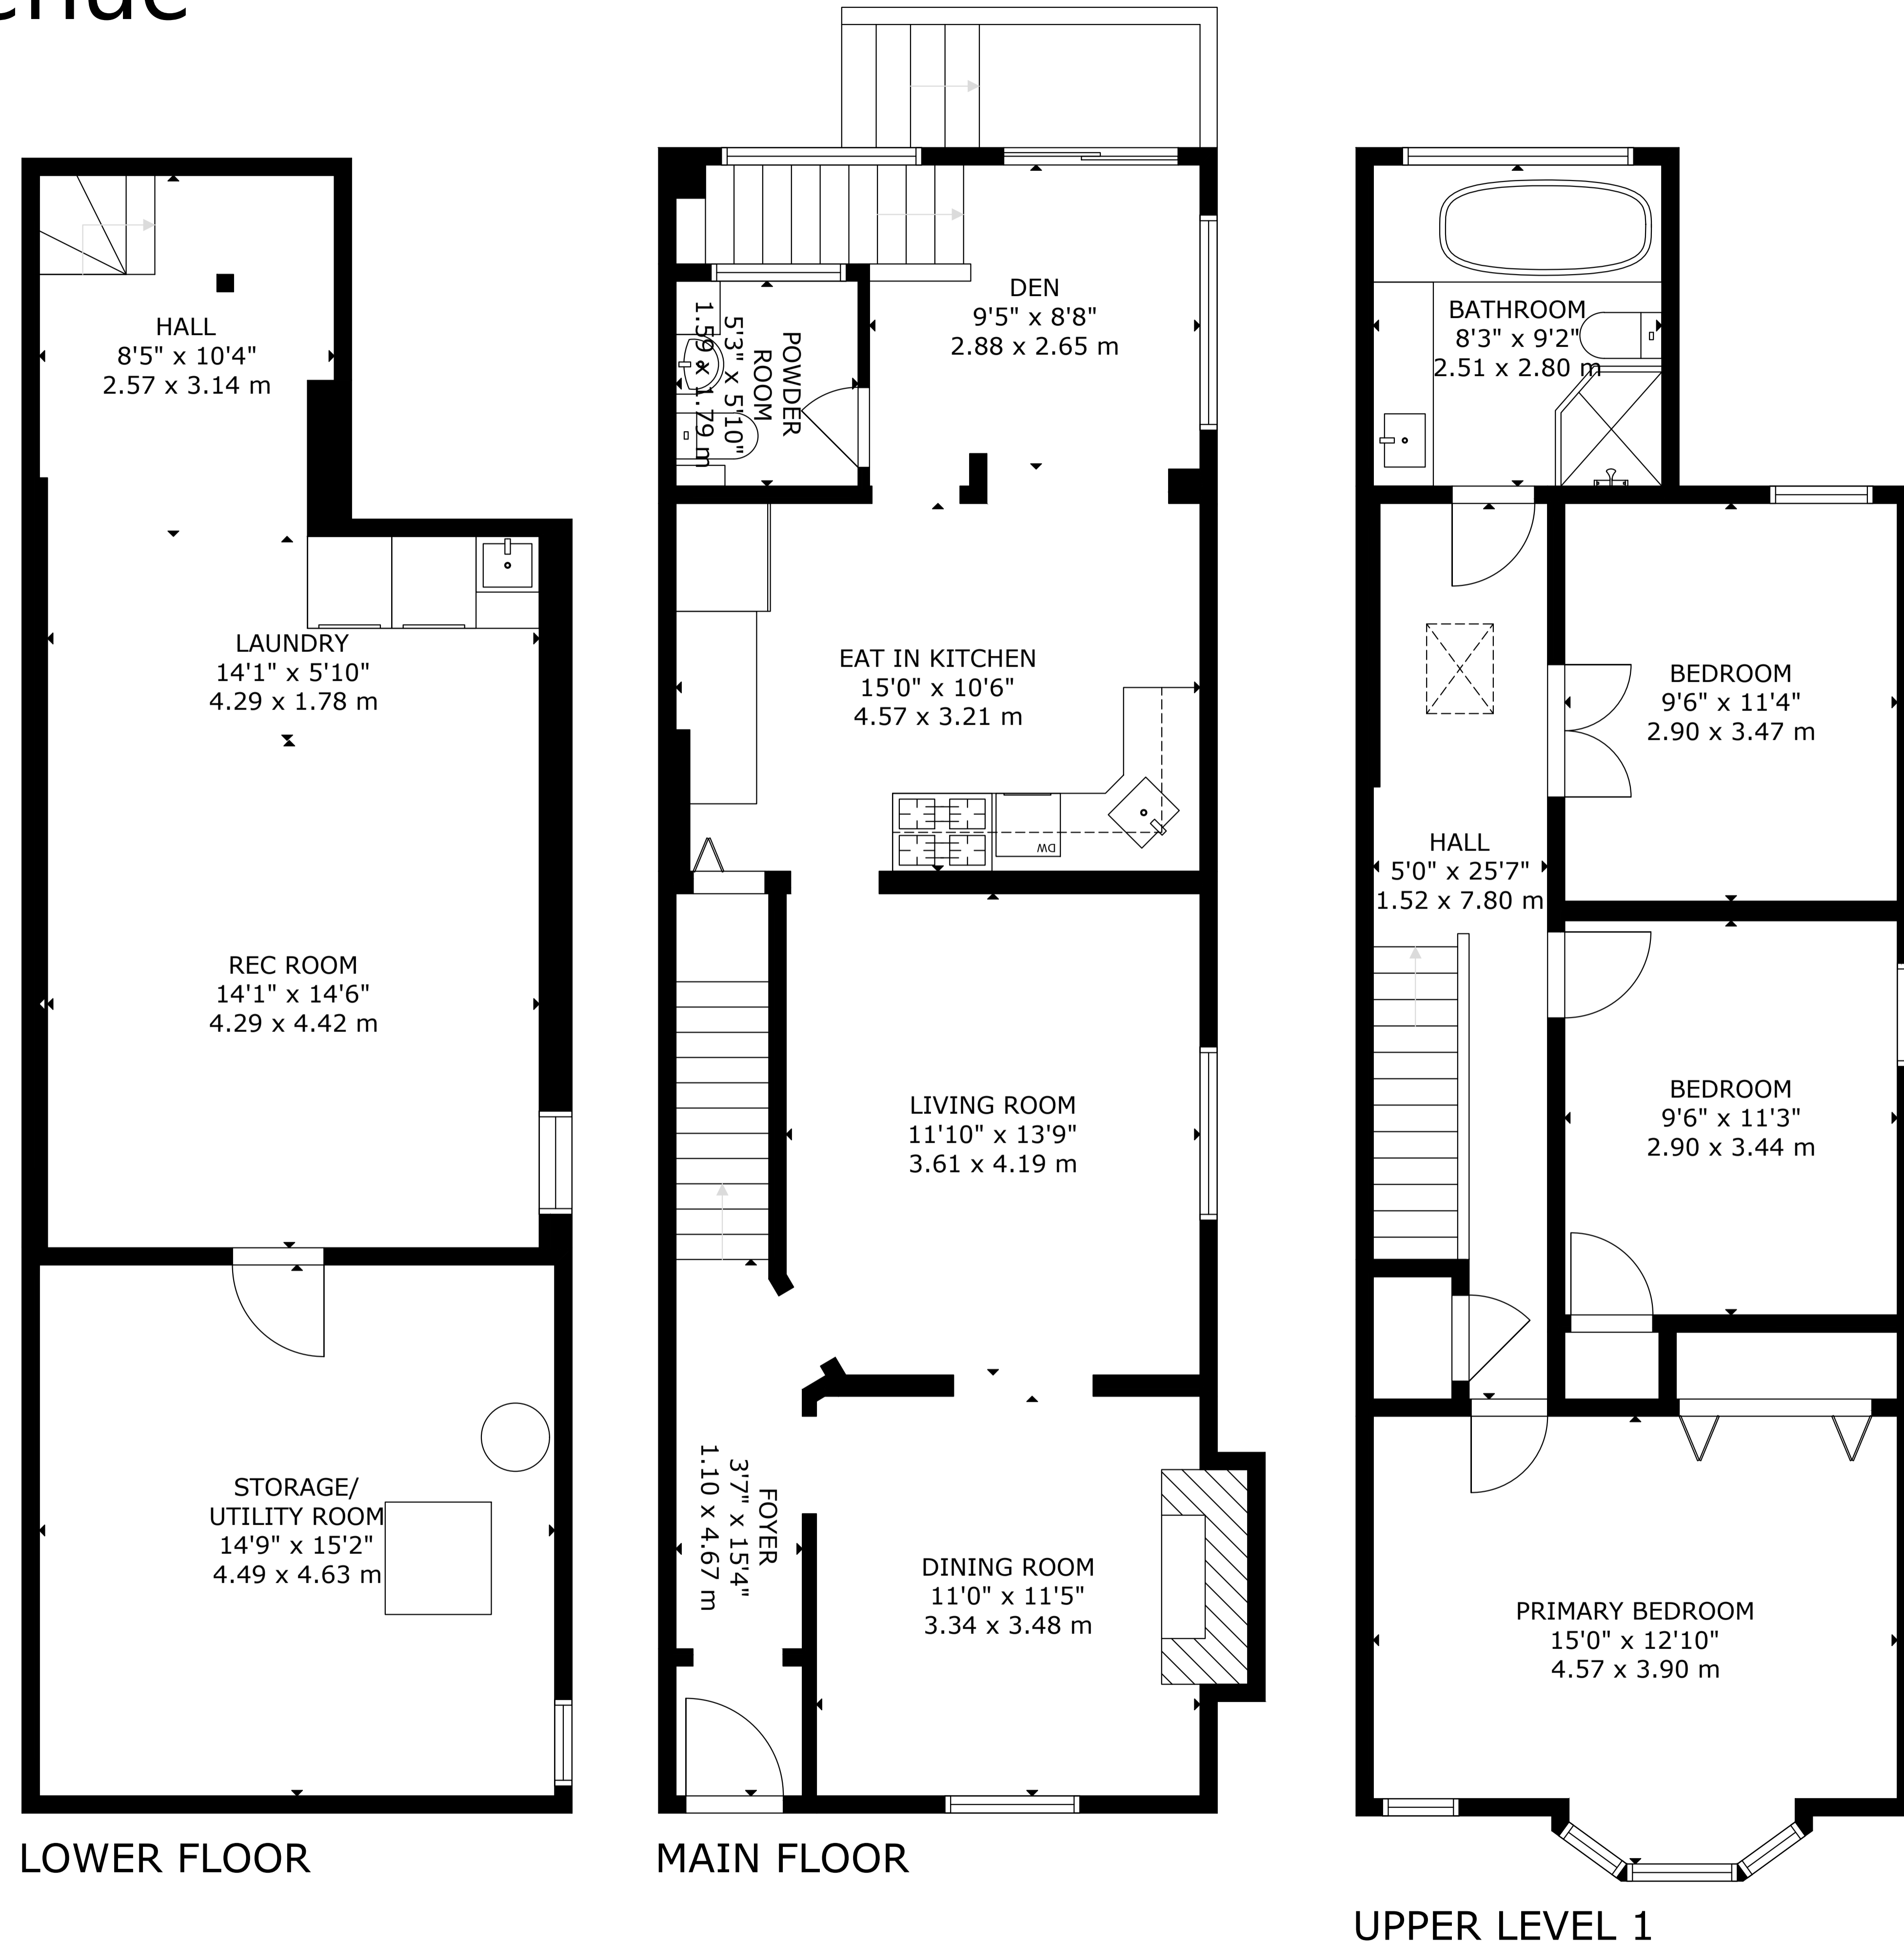 HALL
8'5" x 10'4"
2.57 x 3.14 m
LAUNDRY
14'1" x 5'10"
4.29 x 1.78 m
REC ROOM
14'1" x 14'6"
4.29 x 4.42 m
STORAGE/
UTILITY ROOM
14'9" x 15'2"
4.49 x 4.63 m
LOWER FLOOR
DEN
9'5" x 8'8"
2.88 x 2.65 m
POWDER
ROOM
5'3" x 5'10"
1.59 x 1.79 m
EAT IN KITCHEN
15'0" x 10'6"
4.57 x 3.21 m
DW
LIVING ROOM
11'10" x 13'9"
3.61 x 4.19 m
FOYER
3'7" x 15'4"
1.10 x 4.67 m
DINING ROOM
11'0" x 11'5"
3.34 x 3.48 m
MAIN FLOOR
BATHROOM
8'3" x 9'2"
2.51 x 2.80 m
BEDROOM
9'6" x 11'4"
2.90 x 3.47 m
HALL
5'0" x 25'7"
1.52 x 7.80 m
BEDROOM
9'6" x 11'3"
2.90 x 3.44 m
PRIMARY BEDROOM
15'0" x 12'10"
4.57 x 3.90 m
UPPER LEVEL 1